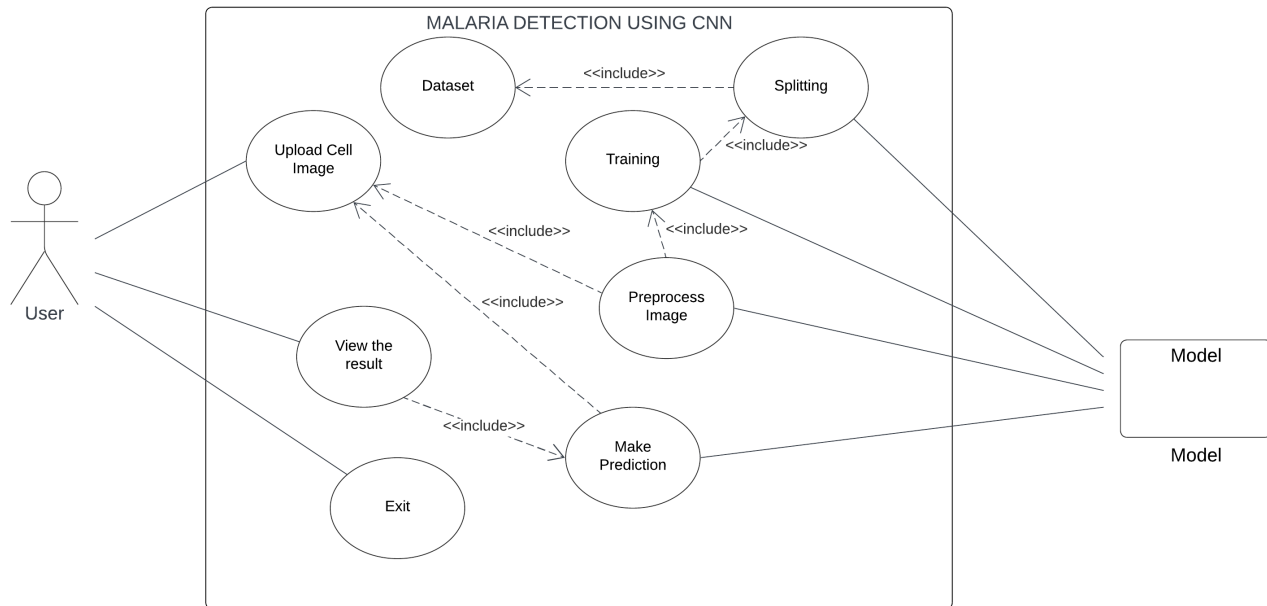 MALARIA DETECTION USING CNN
Dataset
<<include>>
Splitting
Upload Cell
Image
Training
<<include>>
<<include>>
<<include>>
User
<<include>>
Preprocess
Image
View the
result
Model
<<include>>
Make
Prediction
Model
Exit